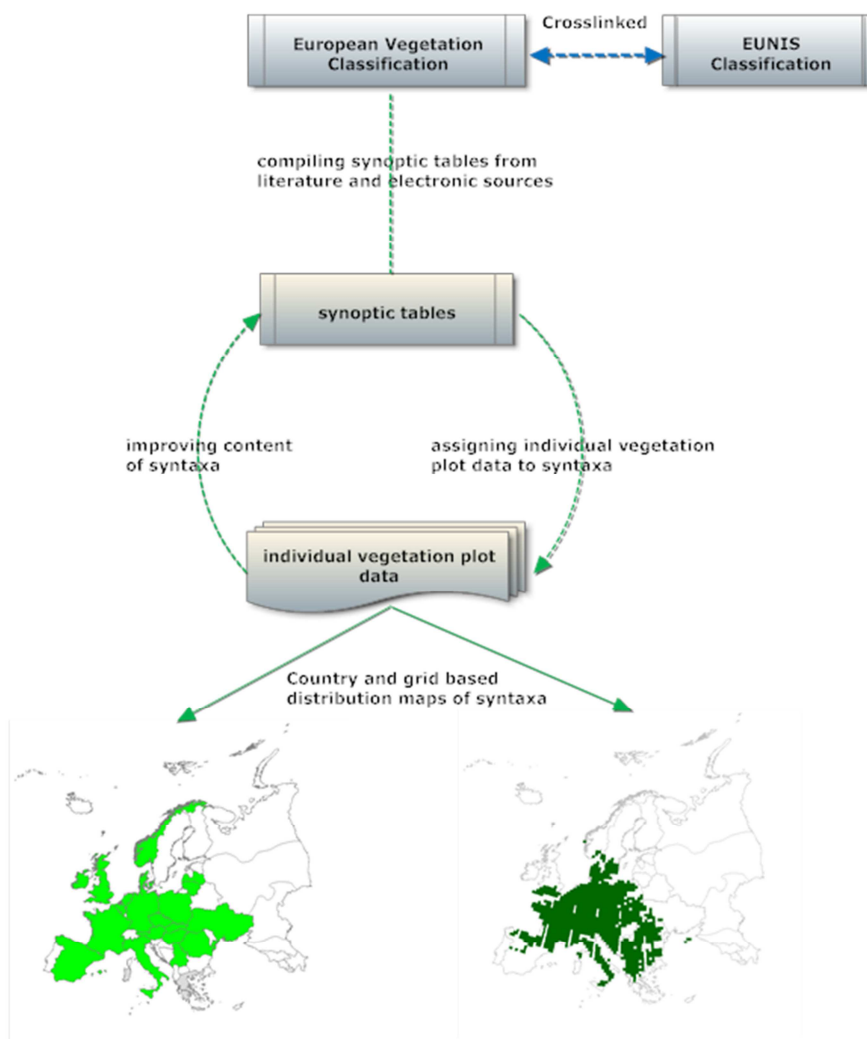 Crosslinked
European Vegetation
Classification
EUNIS
Classification
compiling synoptic tables from
literature and electronic sources
synoptic tables
improving content
of syntaxa
assigning individual vegetation
plot data to syntaxa
individual vegetation plot
data
Country and grid based
distribution maps of syntaxa